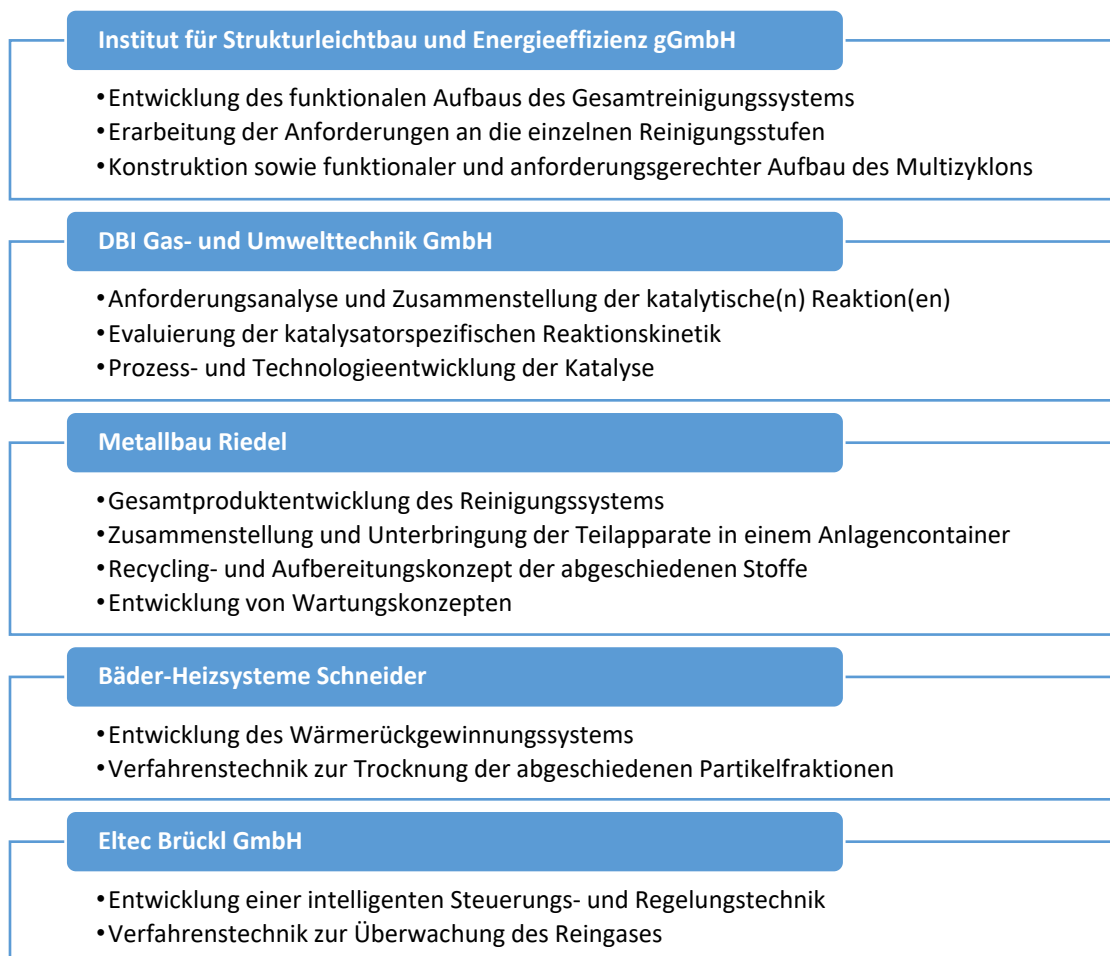 Institut für Strukturleichtbau und Energieeffizienz gGmbH
•Entwicklung des funktionalen Aufbaus des Gesamtreinigungssystems
•Erarbeitung der Anforderungen an die einzelnen Reinigungsstufen
•Konstruktion sowie funktionaler und anforderungsgerechter Aufbau des Multizyklons
DBI Gas- und Umwelttechnik GmbH
•Anforderungsanalyse und Zusammenstellung der katalytische(n) Reaktion(en)
•Evaluierung der katalysatorspezifischen Reaktionskinetik
•Prozess- und Technologieentwicklung der Katalyse
Metallbau Riedel
•Gesamtproduktentwicklung des Reinigungssystems
•Zusammenstellung und Unterbringung der Teilapparate in einem Anlagencontainer
•Recycling- und Aufbereitungskonzept der abgeschiedenen Stoffe
•Entwicklung von Wartungskonzepten
Bäder-Heizsysteme Schneider
•Entwicklung des Wärmerückgewinnungssystems
•Verfahrenstechnik zur Trocknung der abgeschiedenen Partikelfraktionen
Eltec Brückl GmbH
•Entwicklung einer intelligenten Steuerungs- und Regelungstechnik
•Verfahrenstechnik zur Überwachung des Reingases